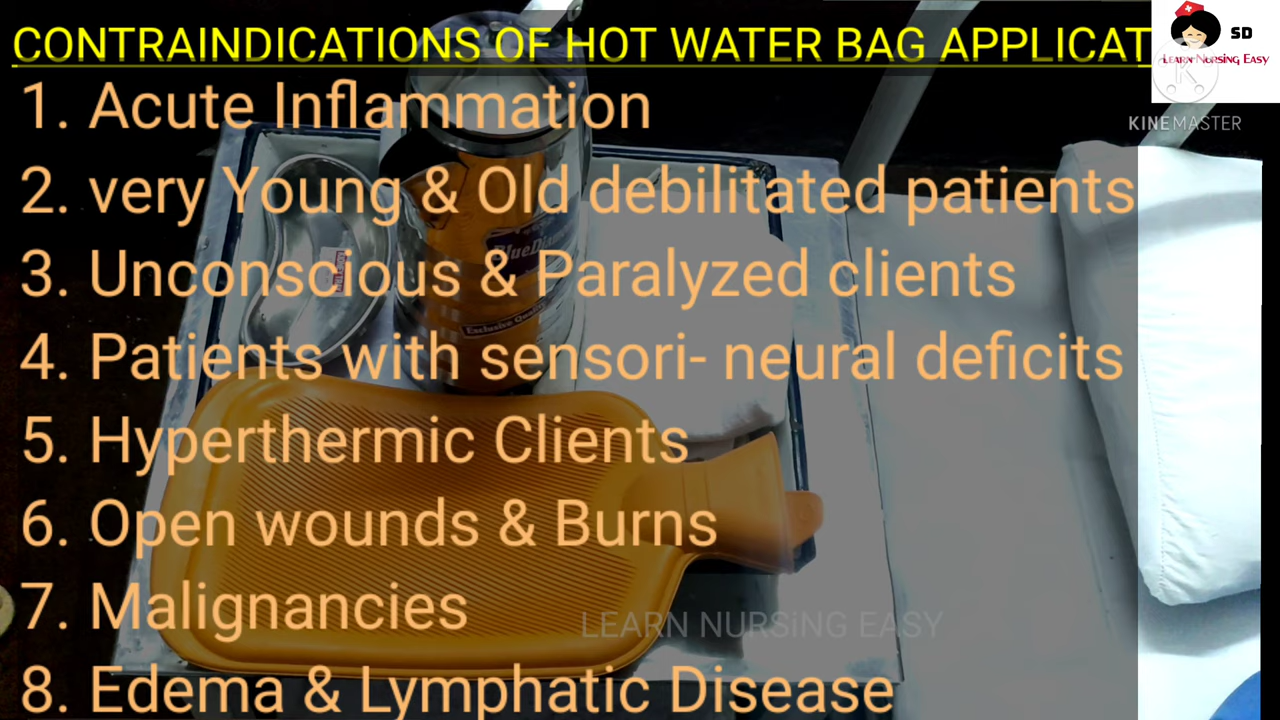 CONTRAINDICATIONS OF HOT WATER BAG APPLICAT
SD
LEARN NURSING EASY
KINEMASTER
1. Acute Inflammation
2. very Young & Old debilitated patients
3. Unconscious & Paralyzed clients
4. Patients with sensori- neural deficits
5. Hyperthermic Clients
Exclusive Quality
6. Open wounds & Burns
7. Malignancies
LEARN NURSiNG EASY
8. Edema & Lymphatic Disease